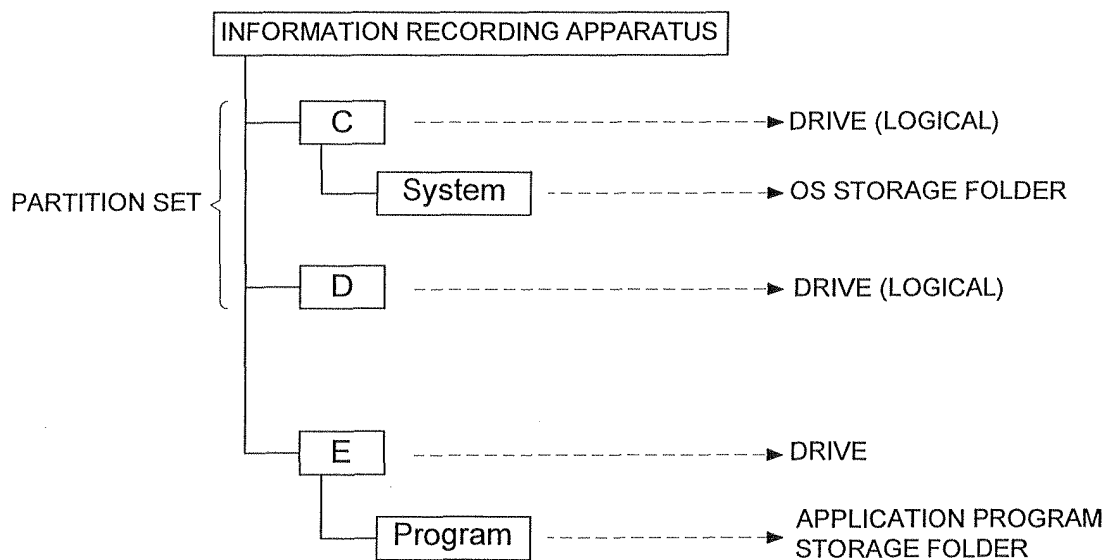 INFORMATION RECORDING APPARATUS
C
DRIVE (LOGICAL)
System
OS STORAGE FOLDER
PARTITION SET
D
DRIVE (LOGICAL)
E
DRIVE
Program
APPLICATION PROGRAM
STORAGE FOLDER